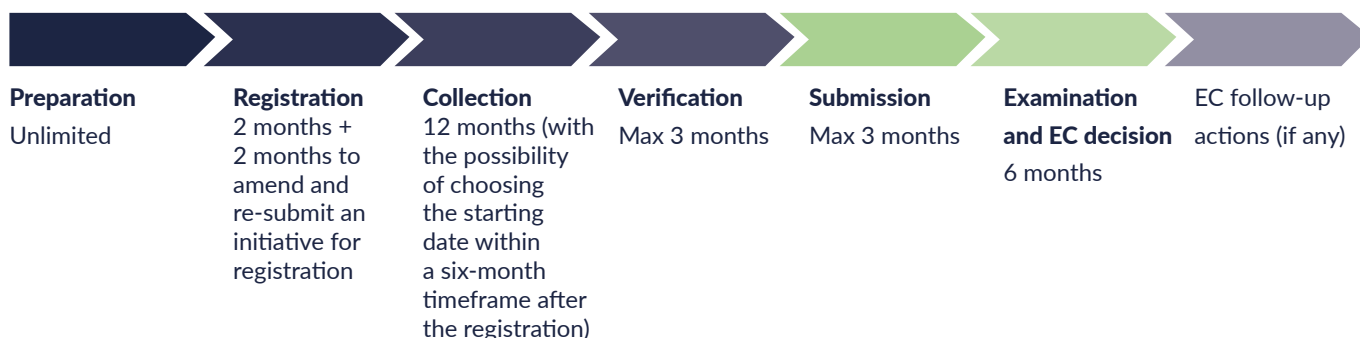 Preparation
Unlimited
Registration
2 months +
2 months to
amend and
re-submit an
initiative for
registration
Collection
12 months (with
the possibility
of choosing
the starting
date within
a six-month
timeframe after
the registration)
Verification
Max 3 months
Submission
Max 3 months
Examination
and EC decision
6 months
EC follow-up
actions (if any)